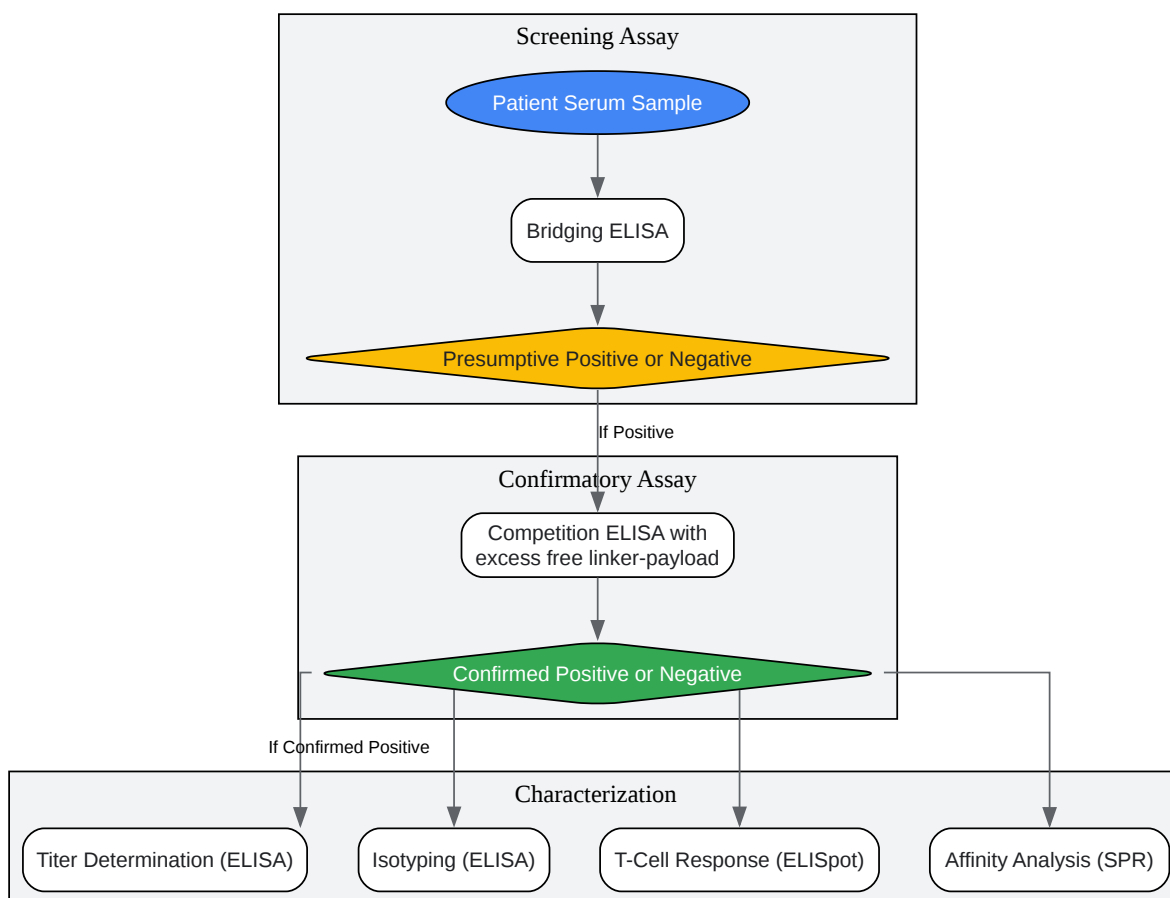 Screening Assay
Patient Serum Sample
Bridging ELISA
Presumptive Positive or Negative
If Positive
Confirmatory Assay
Competition ELISA with
excess free linker-payload
Confirmed Positive or Negative
If Confirmed Positive
Characterization
Titer Determination (ELISA)
Isotyping (ELISA)
T-Cell Response (ELISpot)
Affinity Analysis (SPR)